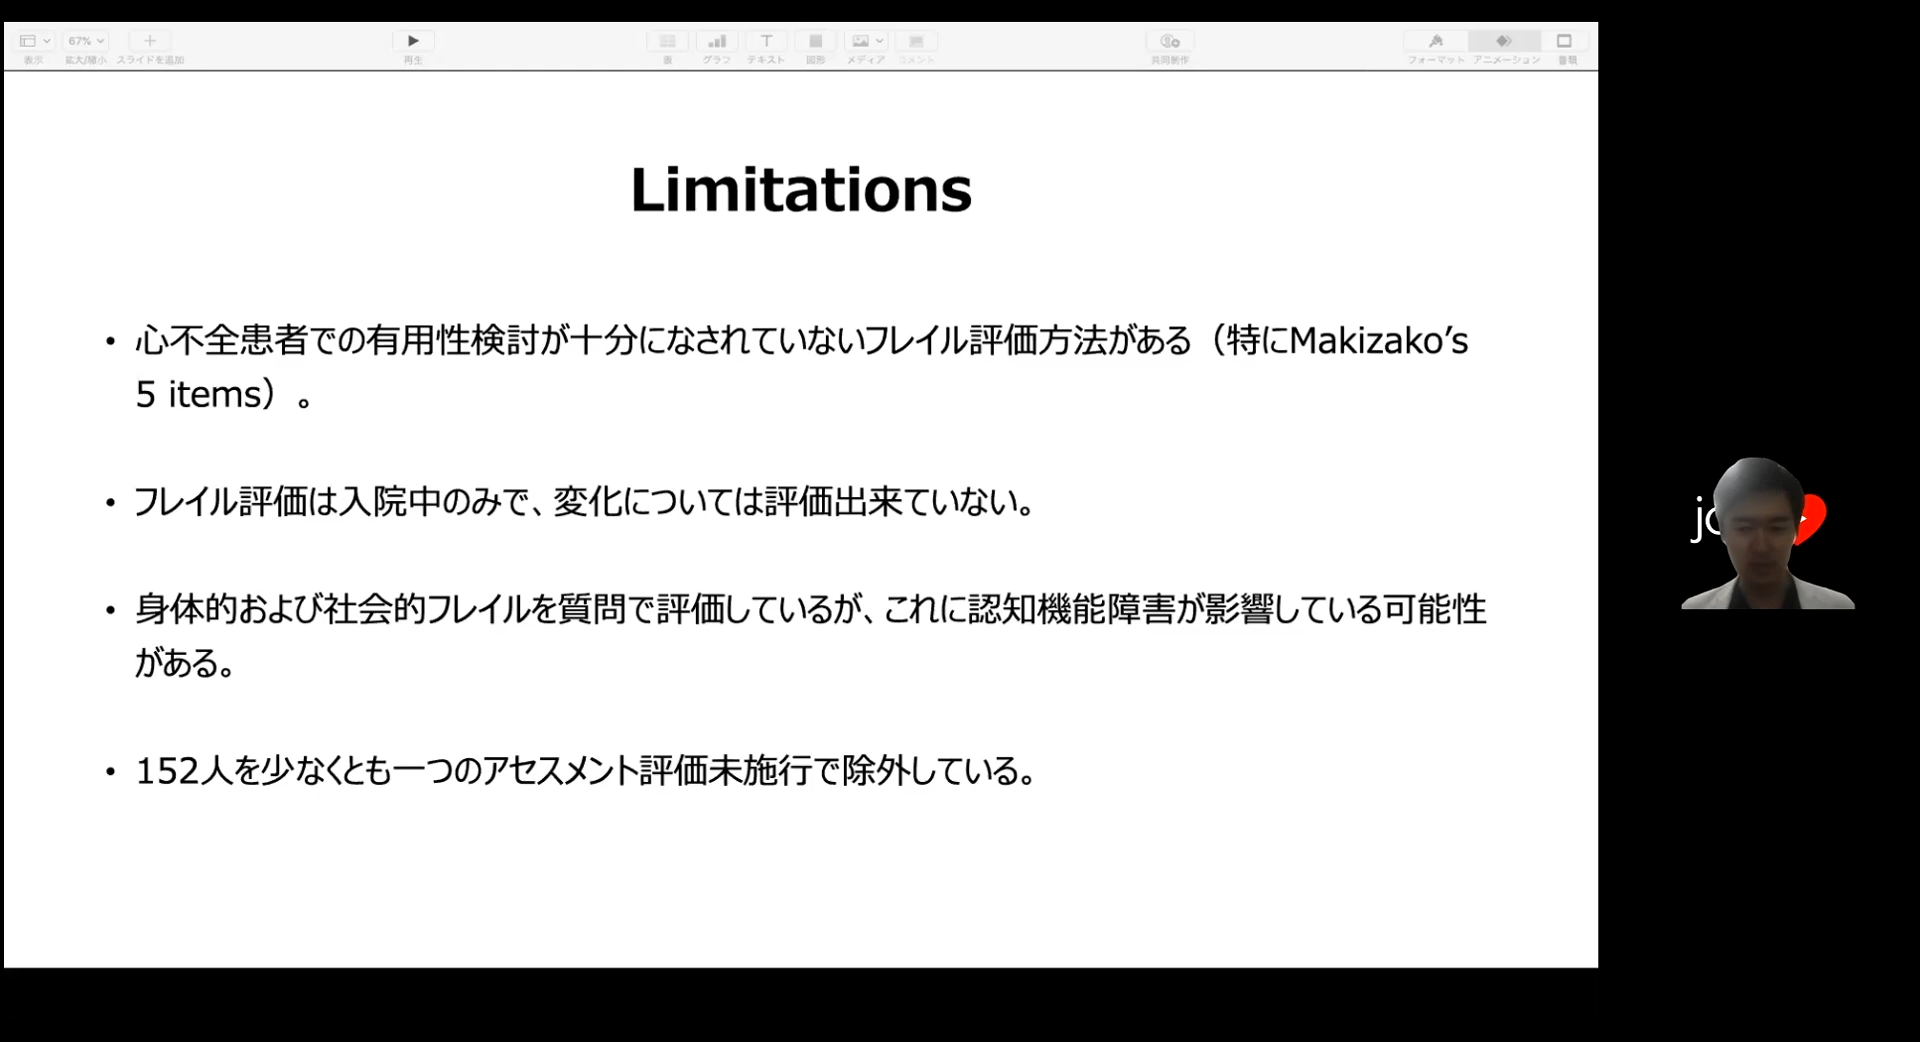 67%
表示
拡大/縮小
スライドを追加
再生
表
グラフ
テキスト
図形
メディア
コメント
共同制作
フォーマット
アニメーション
書類
Limitations
• 心不全患者での有用性検討が十分になされていないフレイル評価方法がある（特にMakizako’s
5 items）。
• フレイル評価は入院中のみで、変化については評価出来ていない。
• 身体的および社会的フレイルを質問で評価しているが、これに認知機能障害が影響している可能性
がある。
• 152人を少なくとも一つのアセスメント評価未施行で除外している。